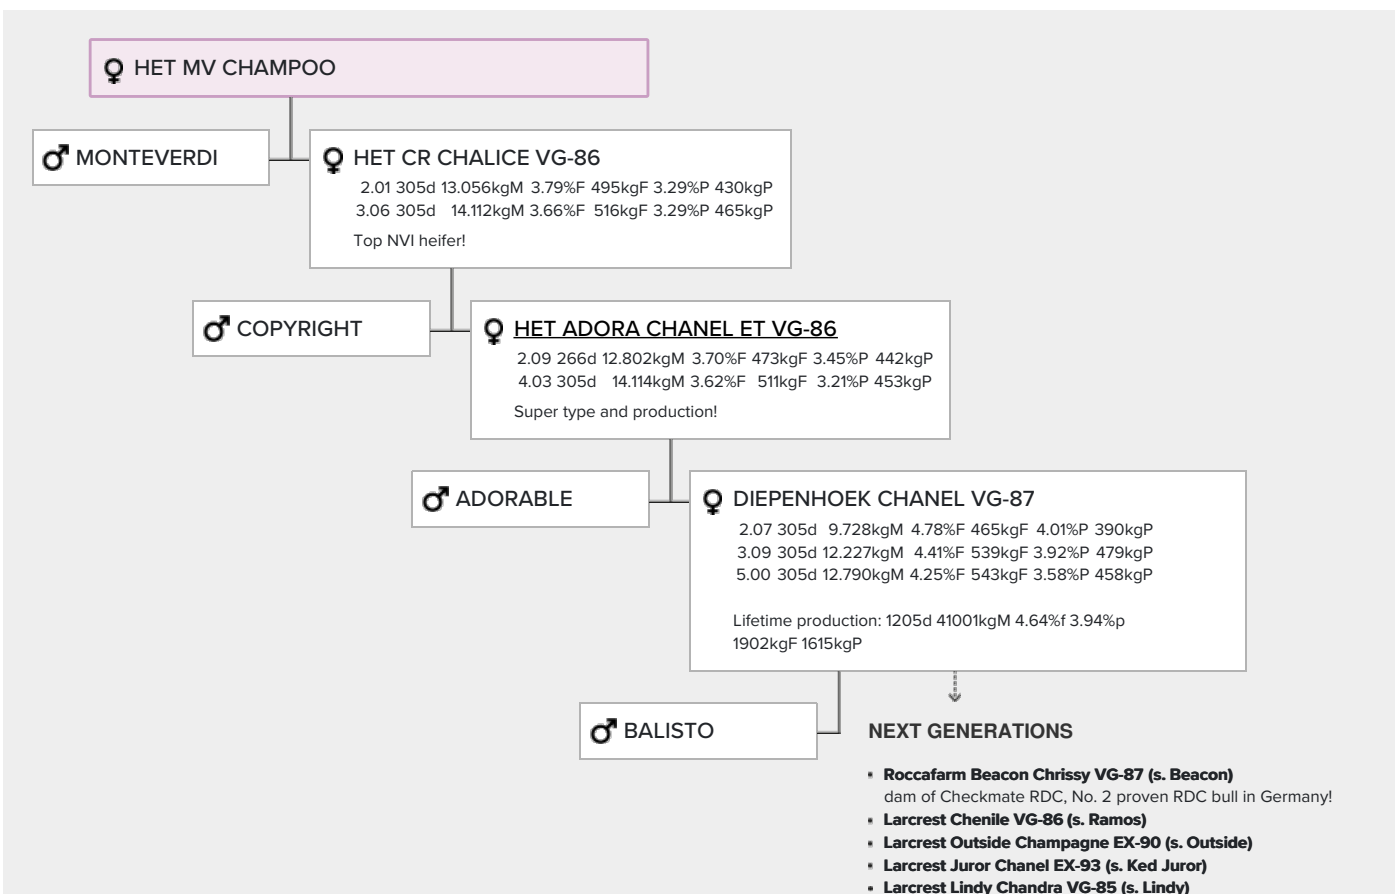 HET MV CHAMPOO
MONTEVERDI
HET CR CHALICE VG-86
2.01 305d 13.056kgM 3.79%F 495kgF 3.29%P 430kgP
3.06 305d 14.112kgM 3.66%F 516kgF 3.29%P 465kgP
Top NVI heifer!
COPYRIGHT
HET ADORA CHANEL ET VG-86
2.09 266d 12.802kgM 3.70%F 473kgF 3.45%P 442kgP
4.03 305d 14.114kgM 3.62%F 511kgF 3.21%P 453kgP
Super type and production!
ADORABLE
DIEPENHOEK CHANEL VG-87
2.07 305d 9.728kgM 4.78%F 465kgF 4.01%P 390kgP
3.09 305d 12.227kgM 4.41%F 539kgF 3.92%P 479kgP
5.00 305d 12.790kgM 4.25%F 543kgF 3.58%P 458kgP
Lifetime production: 1205d 41001kgM 4.64%f 3.94%p
1902kgF 1615kgP
BALISTO
NEXT GENERATIONS
Roccafarm Beacon Chrissy VG-87 (s. Beacon)
dam of Checkmate RDC, No. 2 proven RDC bull in Germany!
Larcrest Chenile VG-86 (s. Ramos)
Larcrest Outside Champagne EX-90 (s. Outside)
Larcrest Juror Chanel EX-93 (s. Ked Juror)
Larcrest Lindy Chandra VG-85 (s. Lindy)